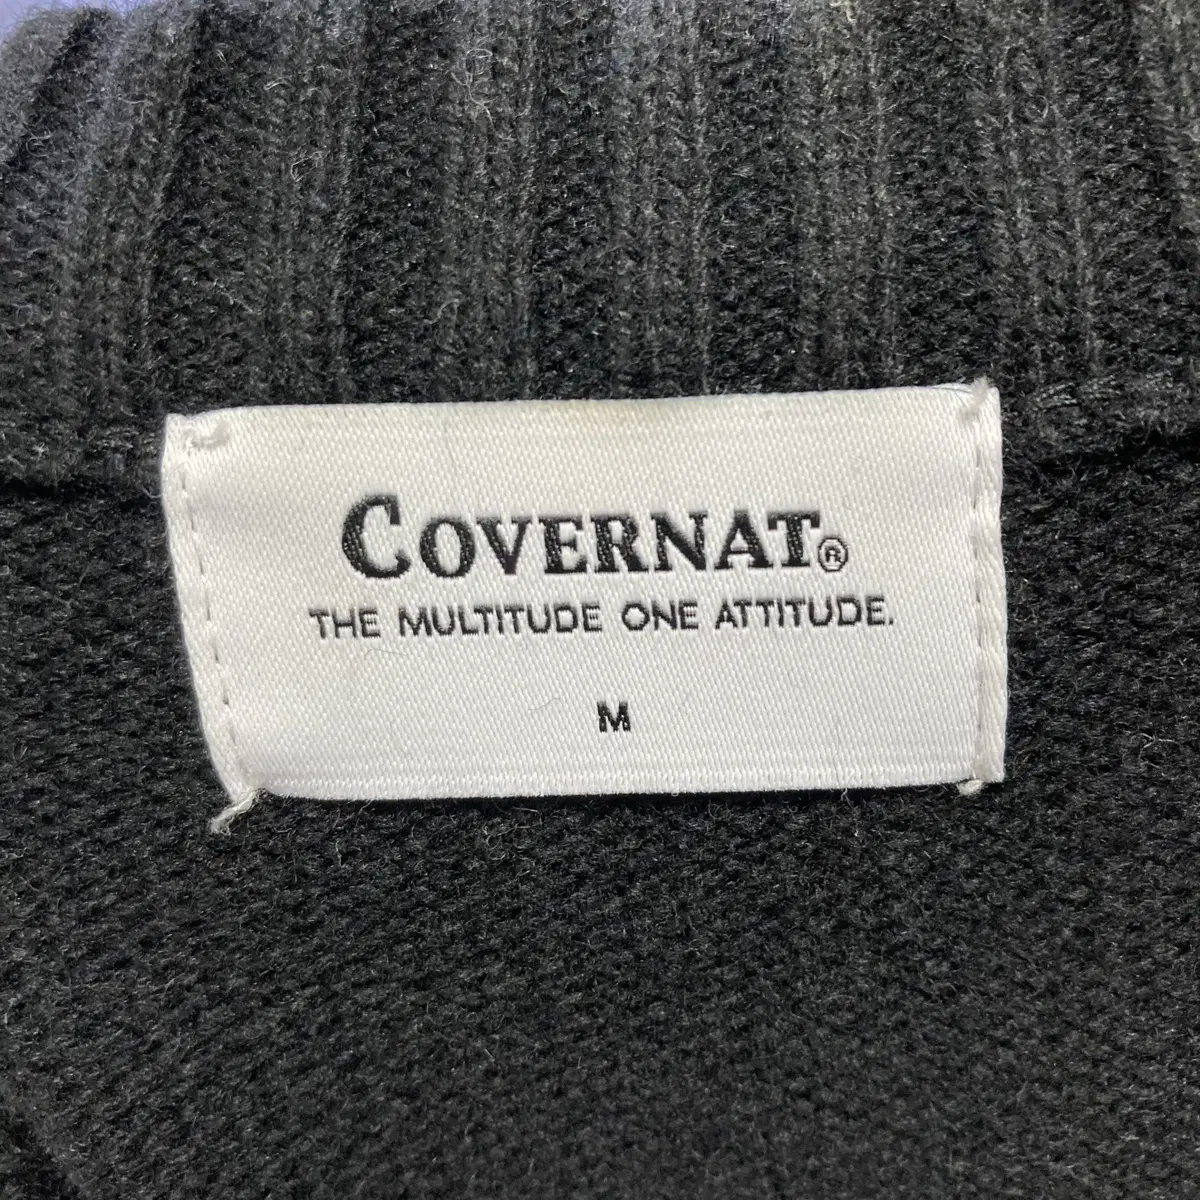 COVERNAT®
THE MULTITUDE ONE ATTITUDE.
M